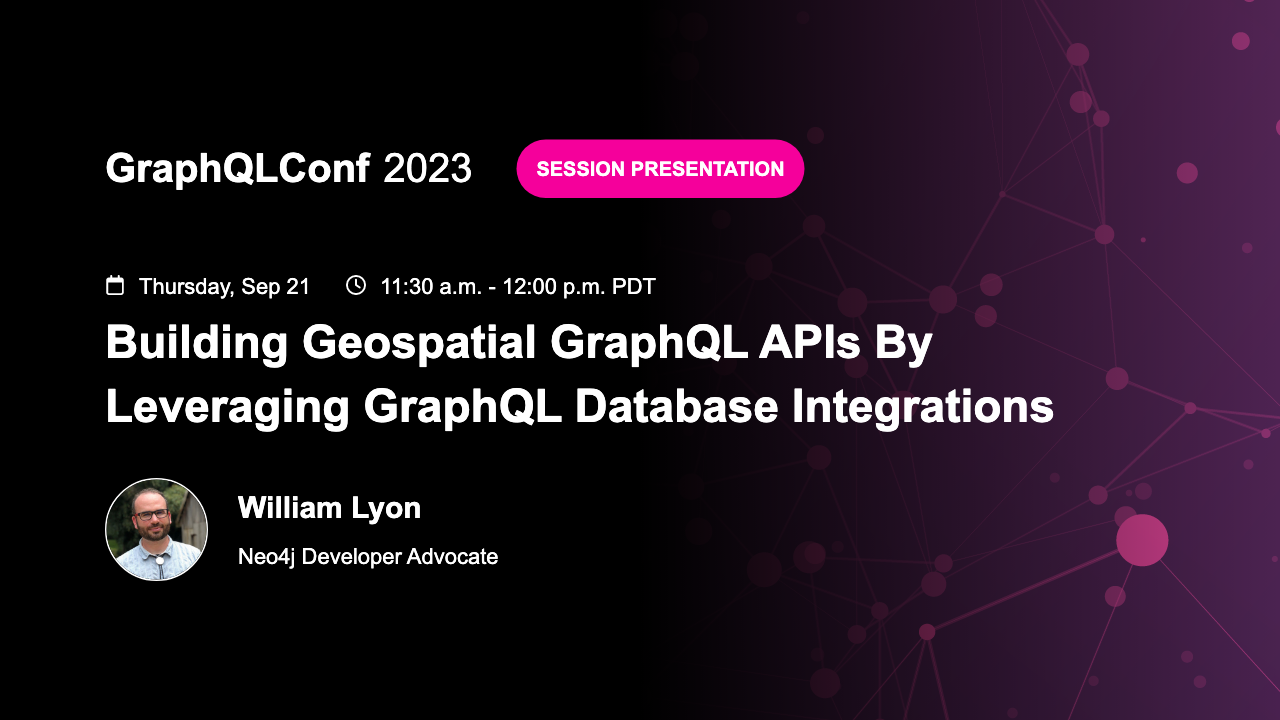 GraphQLConf 2023
SESSION PRESENTATION
Thursday, Sep 21 11:30 a.m. - 12:00 p.m. PDT
Building Geospatial GraphQL APIs By
Leveraging GraphQL Database Integrations
William Lyon
Neo4j Developer Advocate